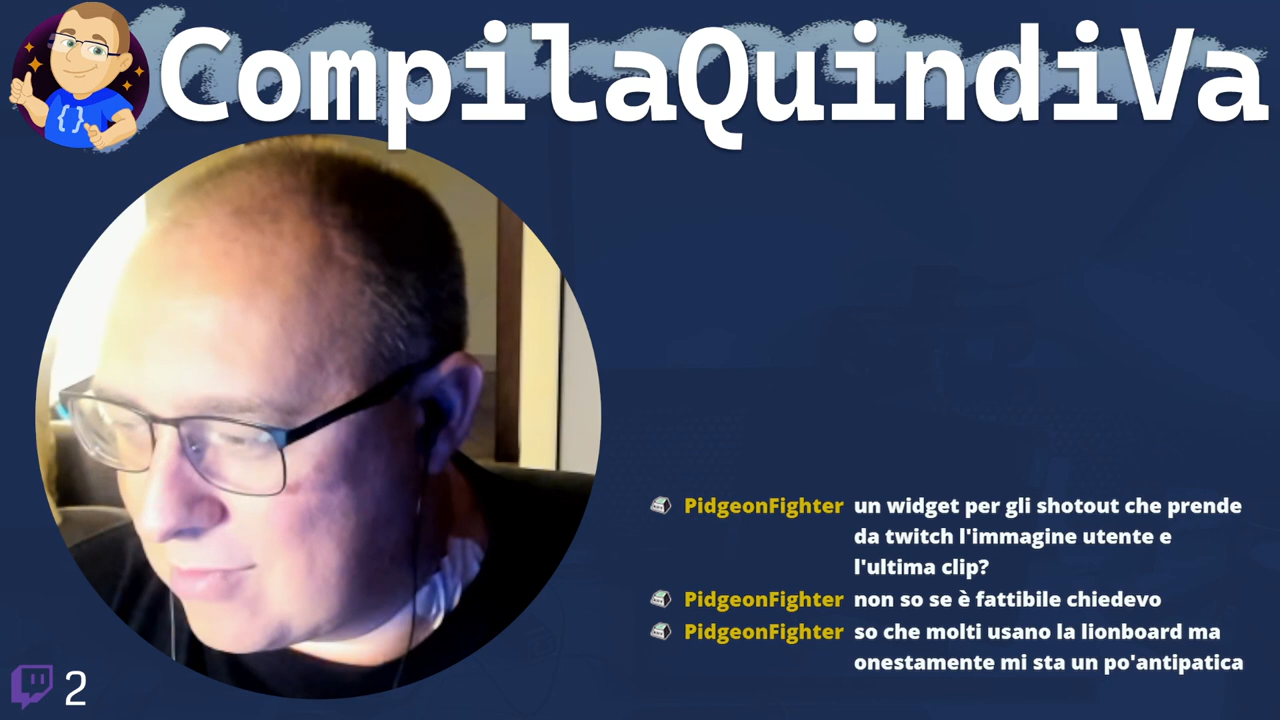 CompilaQuindiVa
{ }
PidgeonFighter un widget per gli shotout che prende
da twitch l'immagine utente e
l'ultima clip?
PidgeonFighter non so se è fattibile chiedevo
PidgeonFighter so che molti usano la lionboard ma
onestamente mi sta un po'antipatica
2